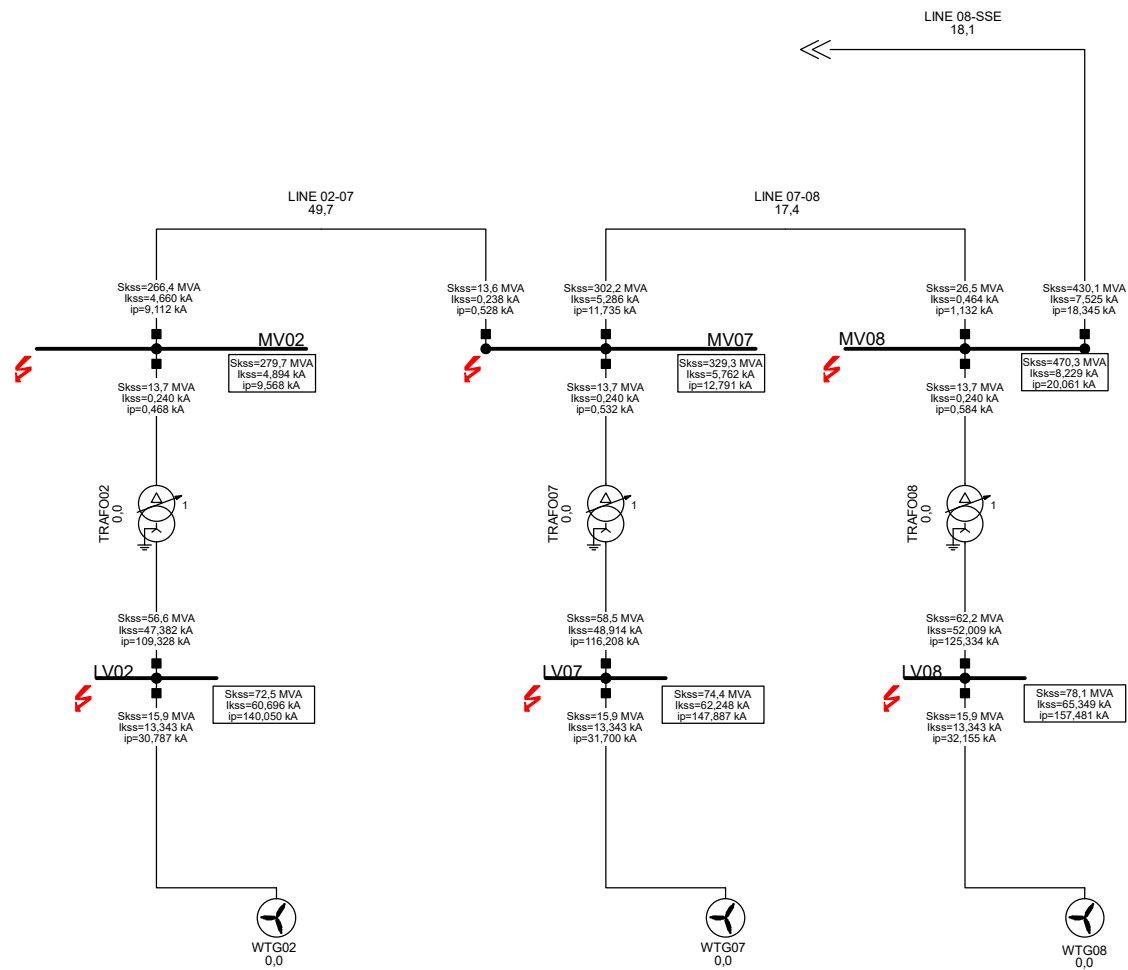 LINE 08-SSE
18,1
LINE 02-07
49,7
LINE 07-08
17,4
Skss=266,4 MVA
Ikss=4,660 kA
ip=9,112 kA
Skss=13,6 MVA
Ikss=0,238 kA
ip=0,528 kA
Skss=302,2 MVA
Ikss=5,286 kA
ip=11,735 kA
Skss=26,5 MVA
Ikss=0,464 kA
ip=1,132 kA
Skss=430,1 MVA
Ikss=7,525 kA
ip=18,345 kA
MV02
MV07
MV08
Skss=279,7 MVA
Ikss=4,894 kA
ip=9,568 kA
Skss=329,3 MVA
Ikss=5,762 kA
ip=12,791 kA
Skss=470,3 MVA
Ikss=8,229 kA
ip=20,061 kA
Skss=13,7 MVA
Ikss=0,240 kA
ip=0,468 kA
Skss=13,7 MVA
Ikss=0,240 kA
ip=0,532 kA
Skss=13,7 MVA
Ikss=0,240 kA
ip=0,584 kA
TRAFO02
0,0
1
TRAFO07
0,0
1
TRAFO08
0,0
1
Skss=56,6 MVA
Ikss=47,382 kA
ip=109,328 kA
Skss=58,5 MVA
Ikss=48,914 kA
ip=116,208 kA
Skss=62,2 MVA
Ikss=52,009 kA
ip=125,334 kA
LV02
LV07
LV08
Skss=72,5 MVA
Ikss=60,696 kA
ip=140,050 kA
Skss=74,4 MVA
Ikss=62,248 kA
ip=147,887 kA
Skss=78,1 MVA
Ikss=65,349 kA
ip=157,481 kA
Skss=15,9 MVA
Ikss=13,343 kA
ip=30,787 kA
Skss=15,9 MVA
Ikss=13,343 kA
ip=31,700 kA
Skss=15,9 MVA
Ikss=13,343 kA
ip=32,155 kA
WTG02
0,0
WTG07
0,0
WTG08
0,0